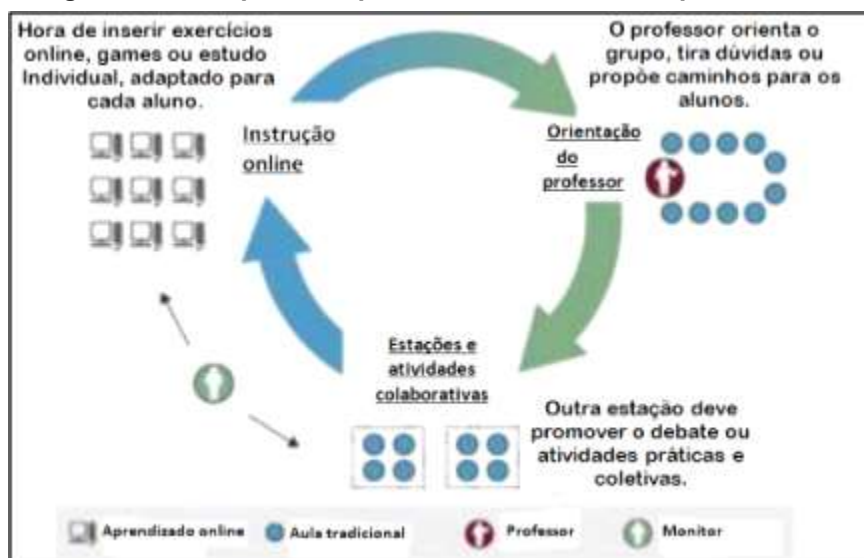 Hora de inserir exercícios
online, games ou estudo
Individual, adaptado para
cada aluno.
O professor orienta o
grupo, tira dúvidas ou
propõe caminhos para os
alunos.
Instrução
online
Orientação
do
professor
Estações e
atividades
colaborativas
Outra estação deve
promover o debate ou
atividades práticas e
coletivas.
Aprendizado online
Aula tradicional
Professor
Monitor